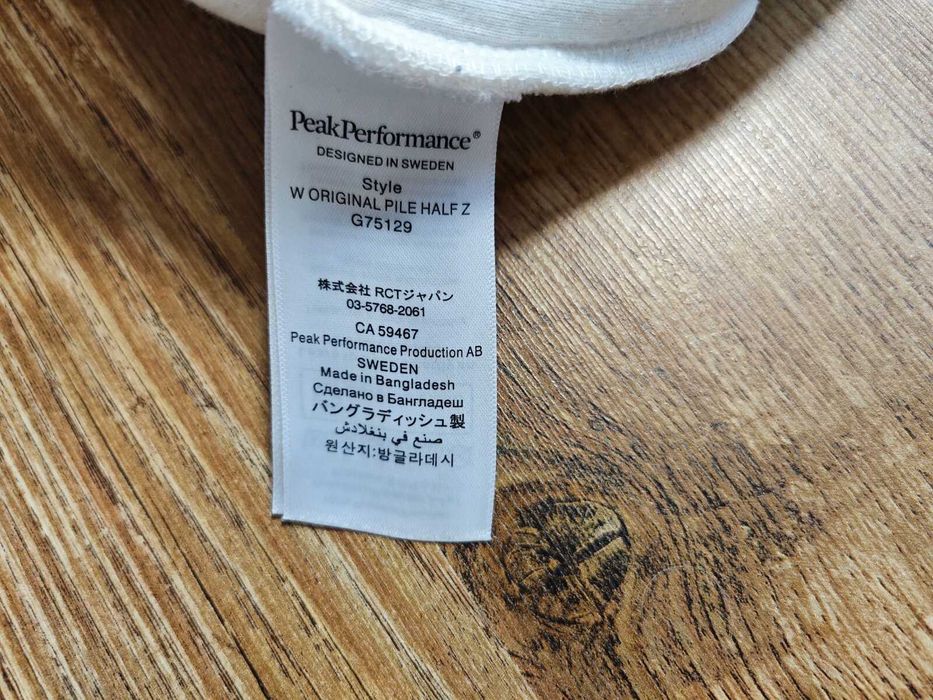 PeakPerformance®
DESIGNED IN SWEDEN
Style
W ORIGINAL PILE HALF Z
G75129
株式会社 RCTジャパン
03-5768-2061
CA 59467
Peak Performance Production AB
SWEDEN
Made in Bangladesh
Сделано в Бангладеш
バングラディッシュ製
صنع في بنغلادش
원산지:방글라데시